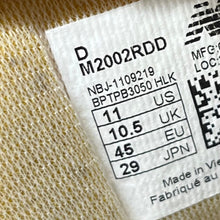 D
M2002RDD
NBJ-1109219
BPTPB3050 HLK
11 US
10.5 UK
45 EU
29 JPN
MFG:
LOC:
Made in Vie
Fabriqué au